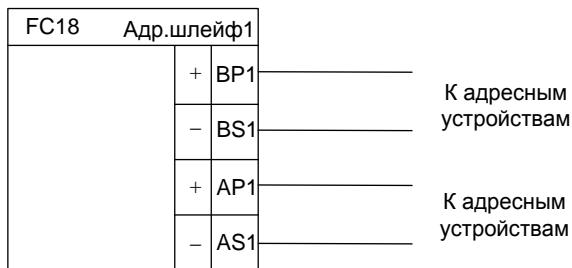 FC18 Адр.шлейф1
+ BP1
− BS1
+ AP1
− AS1
К адресным
устройствам
К адресным
устройствам